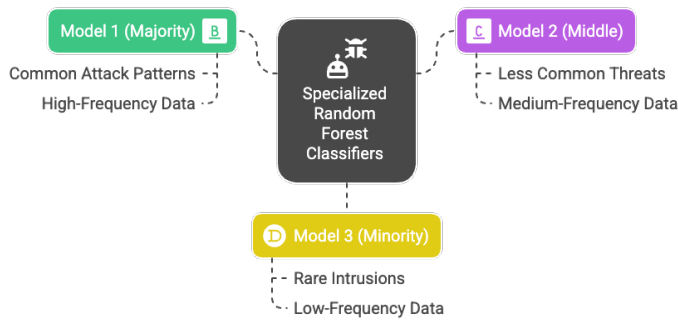 Model 1 (Majority) B
Common Attack Patterns
High-Frequency Data
Specialized
Random
Forest
Classifiers
C Model 2 (Middle)
Less Common Threats
Medium-Frequency Data
D Model 3 (Minority)
Rare Intrusions
Low-Frequency Data